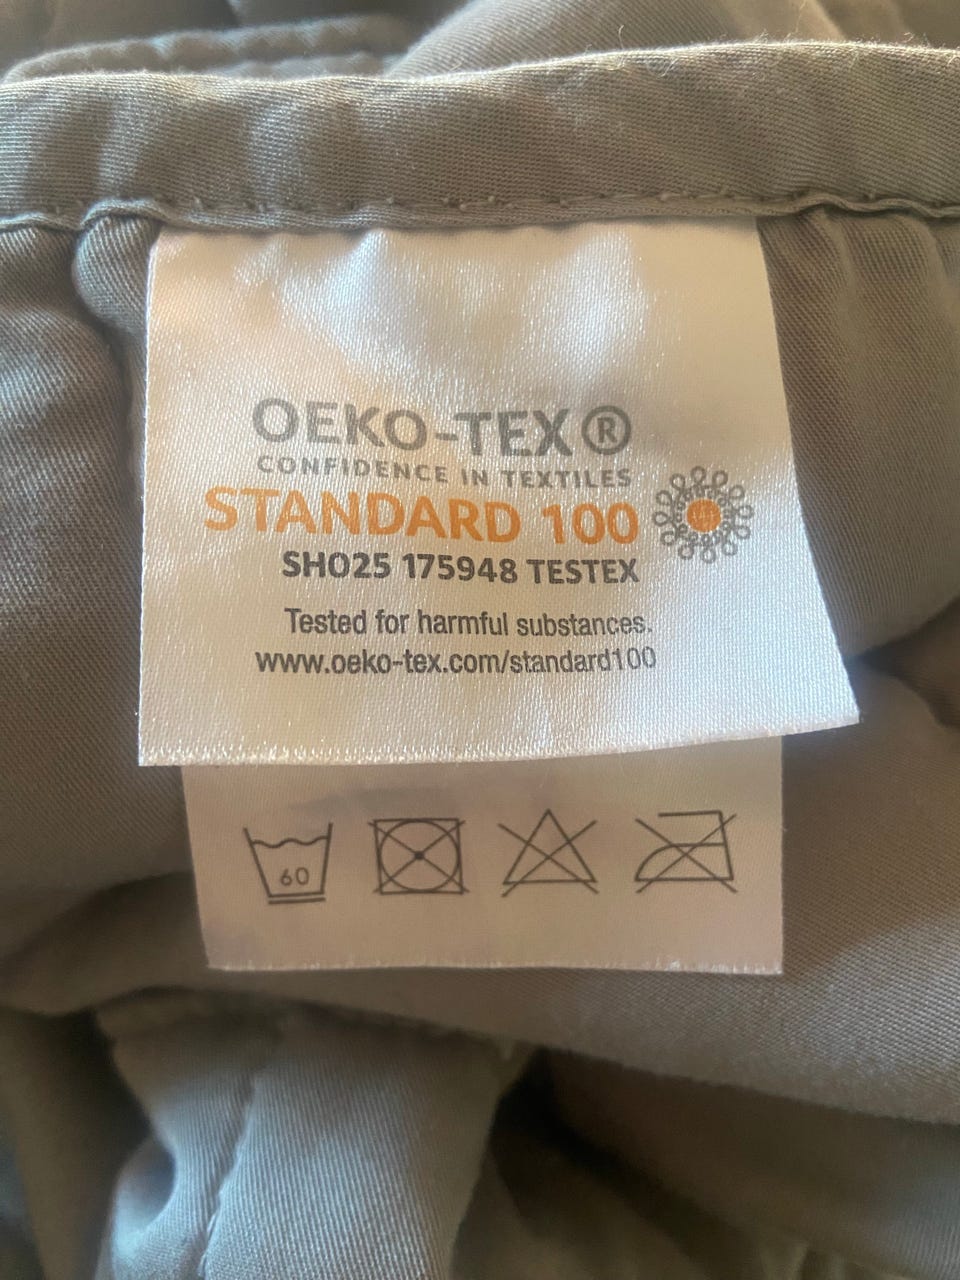 OEKO-TEX®
CONFIDENCE IN TEXTILES
STANDARD 100
SHO25 175948 TESTEX
Tested for harmful substances.
www.oeko-tex.com/standard100
60